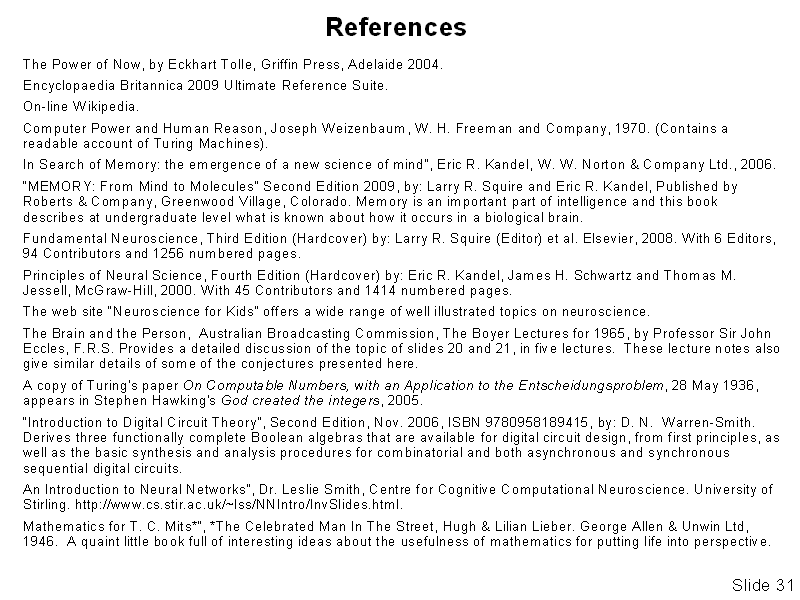 References
The Power of Now, by Eckhart Tolle, Griffin Press, Adelaide 2004.
Encyclopaedia Britannica 2009 Ultimate Reference Suite.
On-line Wikipedia.
Computer Power and Human Reason, Joseph Weizenbaum, W. H. Freeman and Company, 1970. (Contains a
readable account of Turing Machines).
In Search of Memory: the emergence of a new science of mind", Eric R. Kandel, W. W. Norton & Company Ltd., 2006.
"MEMORY: From Mind to Molecules" Second Edition 2009, by: Larry R. Squire and Eric R. Kandel, Published by
Roberts & Company, Greenwood Village, Colorado. Memory is an important part of intelligence and this book
describes at undergraduate level what is known about how it occurs in a biological brain.
Fundamental Neuroscience, Third Edition (Hardcover) by: Larry R. Squire (Editor) et al. Elsevier, 2008. With 6 Editors,
94 Contributors and 1256 numbered pages.
Principles of Neural Science, Fourth Edition (Hardcover) by: Eric R. Kandel, James H. Schwartz and Thomas M.
Jessell, McGraw-Hill, 2000. With 45 Contributors and 1414 numbered pages.
The web site "Neuroscience for Kids" offers a wide range of well illustrated topics on neuroscience.
The Brain and the Person,  Australian Broadcasting Commission, The Boyer Lectures for 1965, by Professor Sir John
Eccles, F.R.S. Provides a detailed discussion of the topic of slides 20 and 21, in five lectures.  These lecture notes also
give similar details of some of the conjectures presented here.
A copy of Turing's paper On Computable Numbers, with an Application to the Entscheidungsproblem, 28 May 1936,
appears in Stephen Hawking's God created the integers, 2005.
"Introduction to Digital Circuit Theory", Second Edition, Nov. 2006, ISBN 9780958189415, by: D. N.  Warren-Smith.
Derives three functionally complete Boolean algebras that are available for digital circuit design, from first principles, as
well as the basic synthesis and analysis procedures for combinatorial and both asynchronous and synchronous
sequential digital circuits.
An Introduction to Neural Networks", Dr. Leslie Smith, Centre for Cognitive Computational Neuroscience. University of
Stirling. http://www.cs.stir.ac.uk/~lss/NNIntro/InvSlides.html.
Mathematics for T. C. Mits*", *The Celebrated Man In The Street, Hugh & Lilian Lieber. George Allen & Unwin Ltd,
1946.  A quaint little book full of interesting ideas about the usefulness of mathematics for putting life into perspective.
Slide 31